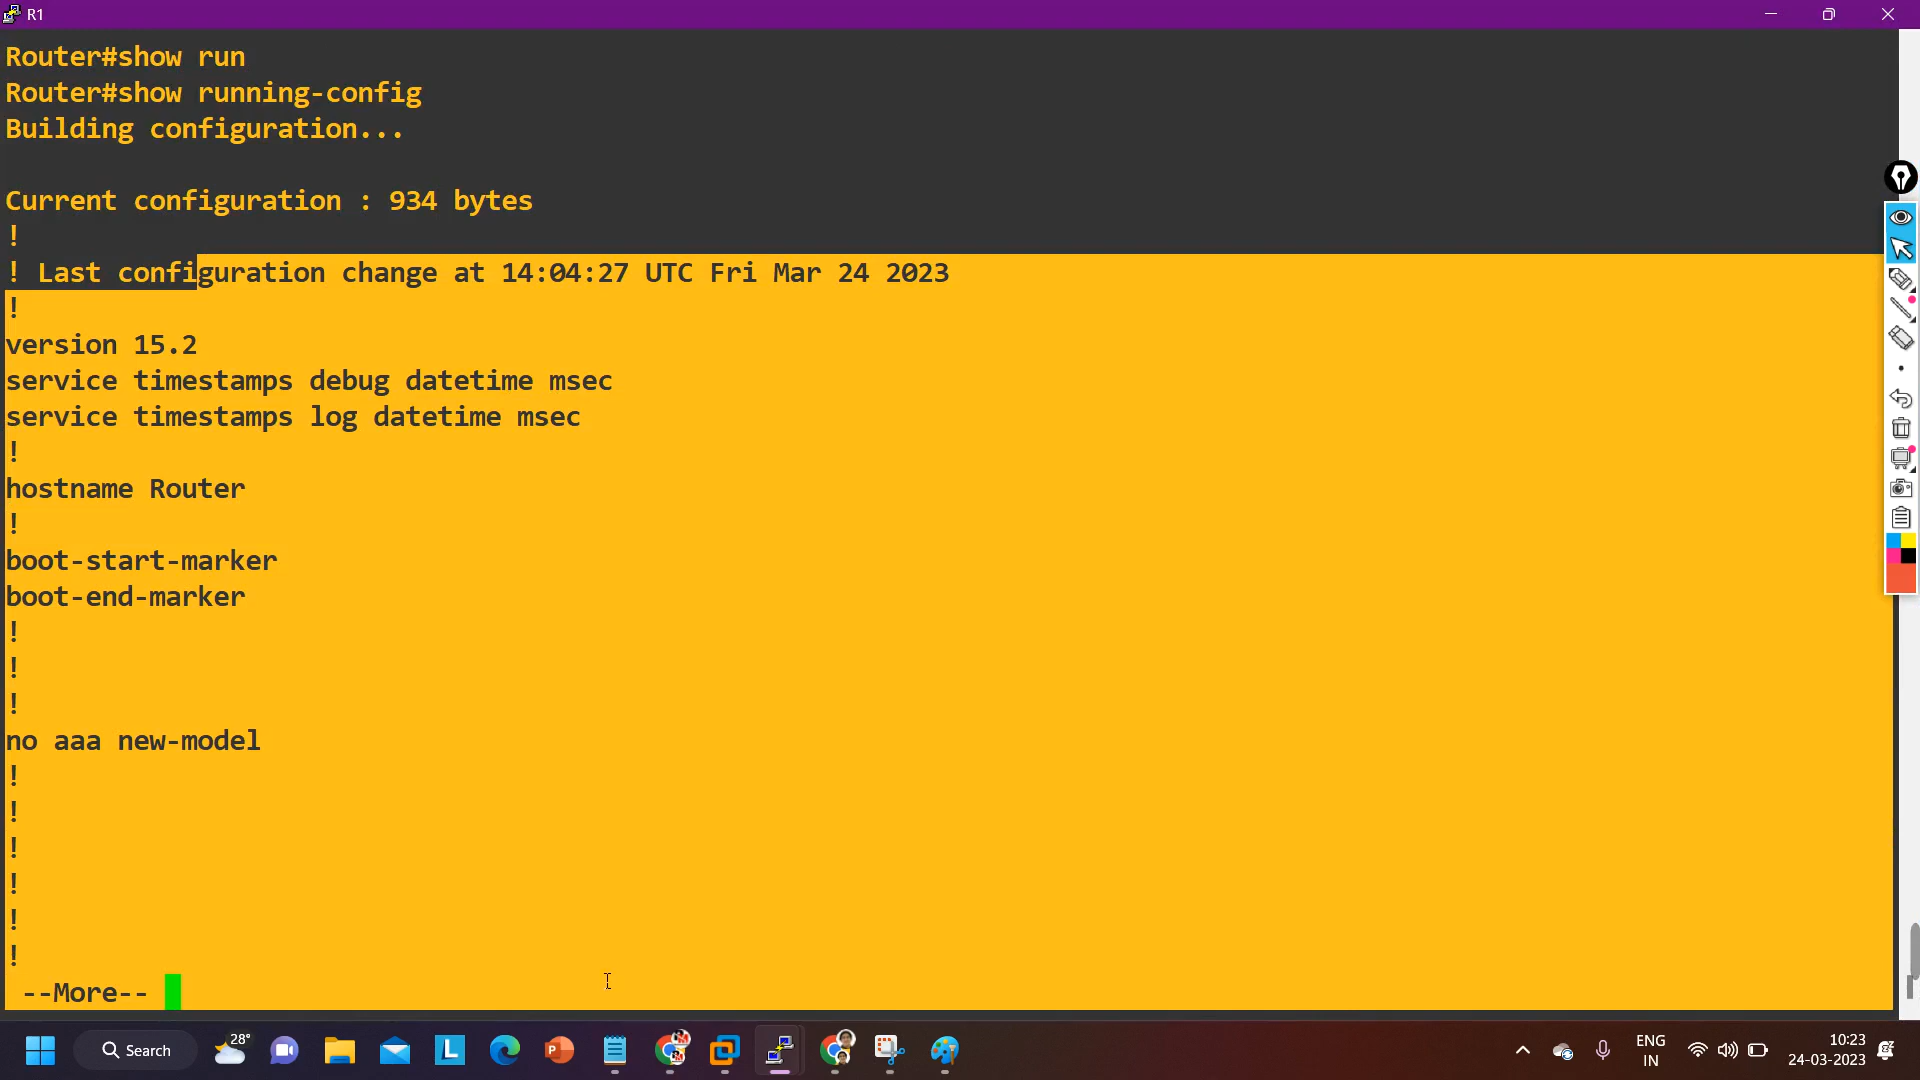 R1
Router#show run
Router#show running-config
Building configuration...
Current configuration : 934 bytes
!
! Last configuration change at 14:04:27 UTC Fri Mar 24 2023
!
version 15.2
service timestamps debug datetime msec
service timestamps log datetime msec
!
hostname Router
!
boot-start-marker
boot-end-marker
!
!
!
no aaa new-model
!
!
!
!
!
!
--More--
Search
28°
L
P
ENG
IN
10:23
24-03-2023